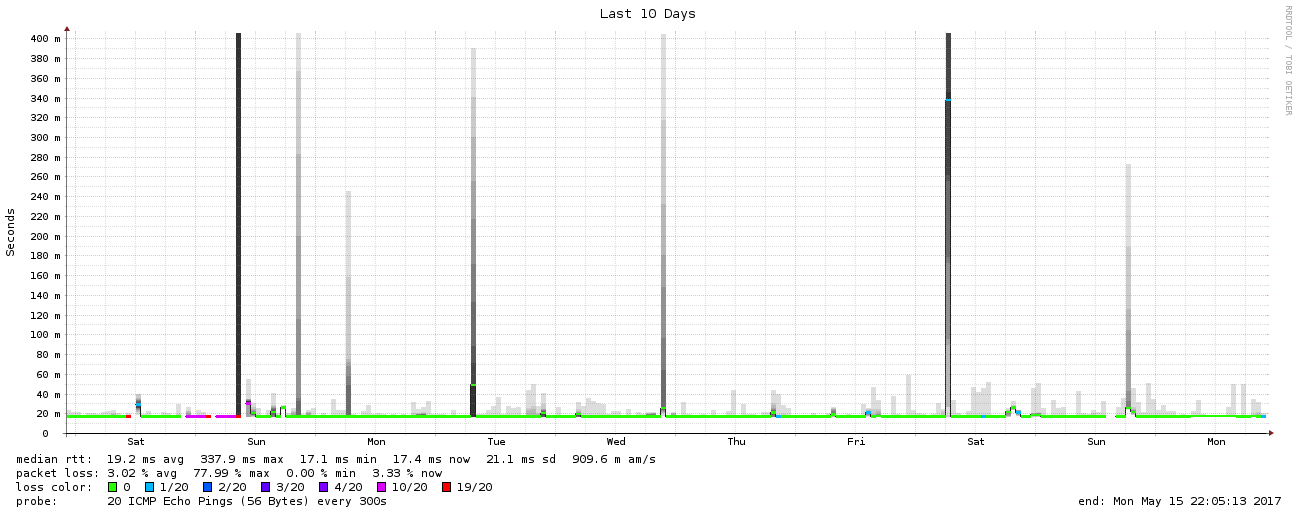 Last 10 Days
RRDTOOL / TOBI OETIKER
Seconds
400 m
380 m
360 m
340 m
320 m
300 m
280 m
260 m
240 m
220 m
200 m
180 m
160 m
140 m
120 m
100 m
80 m
60 m
40 m
20 m
0
Sat Sun Mon Tue Wed Thu Fri Sat Sun Mon
median rtt: 19.2 ms avg 337.9 ms max 17.1 ms min 17.4 ms now 21.1 ms sd 909.6 m am/s
packet loss: 3.02 % avg 77.99 % max 0.00 % min 3.33 % now
loss color: 0 1/20 2/20 3/20 4/20 10/20 19/20
probe: 20 ICMP Echo Pings (56 Bytes) every 300s end: Mon May 15 22:05:13 2017